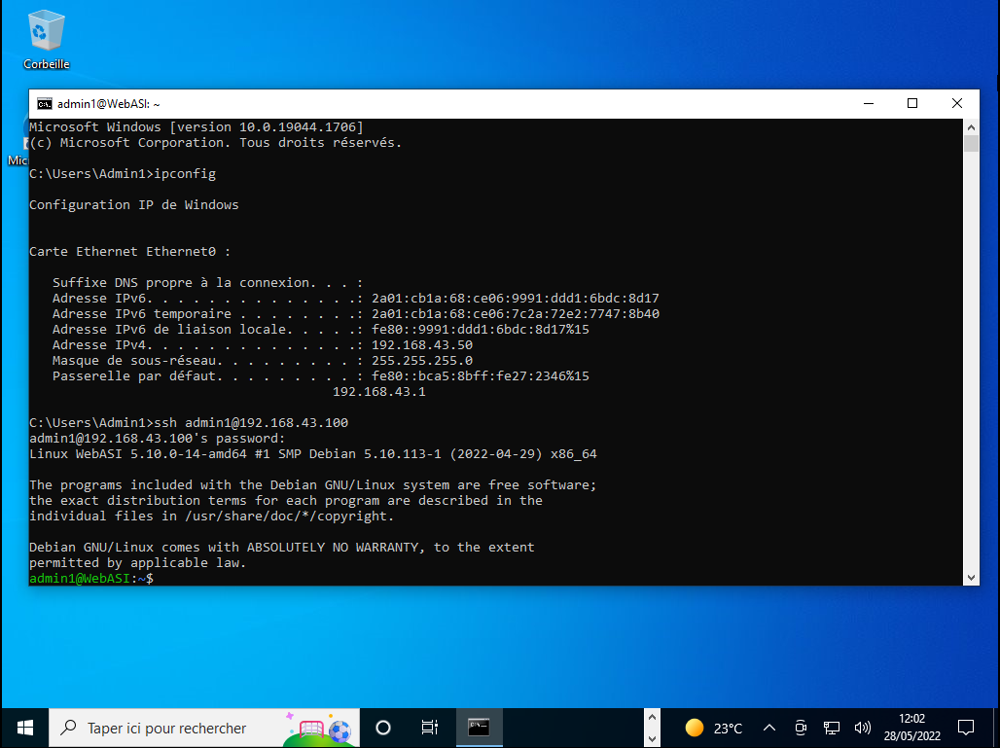 Corbeille
admin1@WebASI: ~
Microsoft Windows [version 10.0.19044.1706]
(c) Microsoft Corporation. Tous droits réservés.
Mic
C:\Users\Admin1>ipconfig
Configuration IP de Windows
Carte Ethernet Ethernet0 :
Suffixe DNS propre à la connexion. . . :
Adresse IPv6. . . . . . . . . . . . . .: 2a01:cb1a:68:ce06:9991:ddd1:6bdc:8d17
Adresse IPv6 temporaire . . . . . . . .: 2a01:cb1a:68:ce06:7c2a:72e2:7747:8b40
Adresse IPv6 de liaison locale. . . . .: fe80::9991:ddd1:6bdc:8d17%15
Adresse IPv4. . . . . . . . . . . . . .: 192.168.43.50
Masque de sous-réseau. . . . . . . . . : 255.255.255.0
Passerelle par défaut. . . . . . . . . : fe80::bca5:8bff:fe27:2346%15
192.168.43.1
C:\Users\Admin1>ssh admin1@192.168.43.100
admin1@192.168.43.100's password:
Linux WebASI 5.10.0-14-amd64 #1 SMP Debian 5.10.113-1 (2022-04-29) x86_64
The programs included with the Debian GNU/Linux system are free software;
the exact distribution terms for each program are described in the
individual files in /usr/share/doc/*/copyright.
Debian GNU/Linux comes with ABSOLUTELY NO WARRANTY, to the extent
permitted by applicable law.
admin1@WebASI:~$
Taper ici pour rechercher
23°C
12:02
28/05/2022